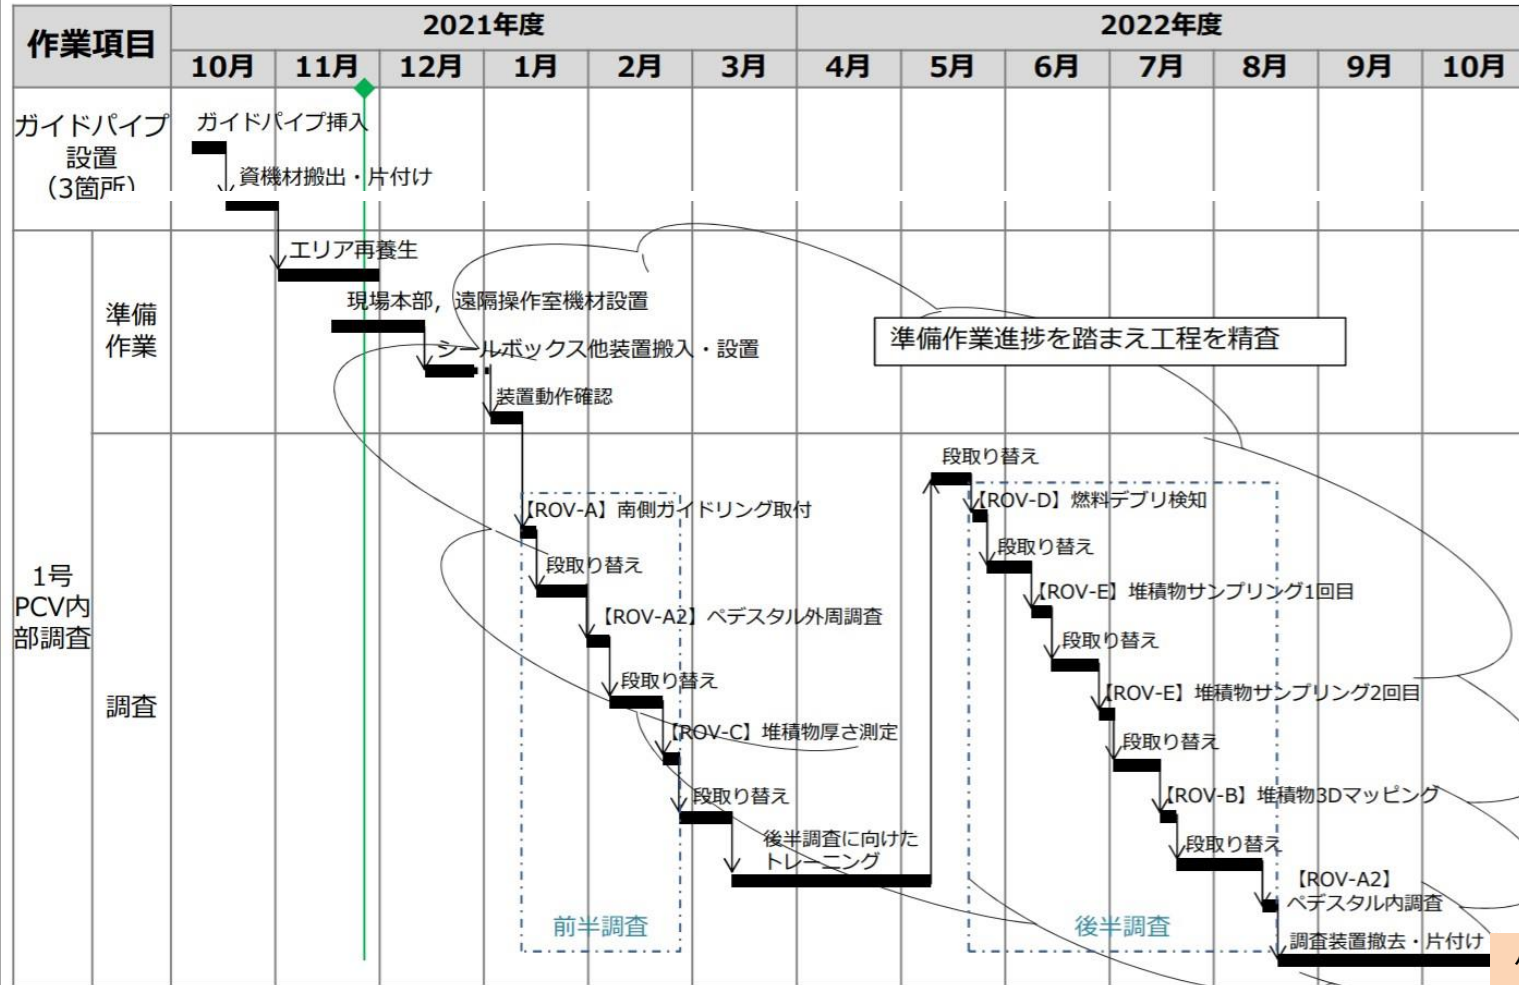 作業項目
2021年度
2022年度
10月
11月
12月
1月
2月
3月
4月
5月
6月
7月
8月
9月
10月
ガイドパイプ
設置
（3箇所）
ガイドパイプ挿入
資機材搬出・片付け
1号
PCV内
部調査
準備
作業
エリア再養生
現場本部，遠隔操作室機材設置
シールボックス他装置搬入・設置
装置動作確認
準備作業進捗を踏まえ工程を精査
調査
【ROV-A】南側ガイドリング取付
段取り替え
【ROV-A2】ペデスタル外周調査
段取り替え
【ROV-C】堆積物厚さ測定
段取り替え
後半調査に向けた
トレーニング
前半調査
段取り替え
【ROV-D】燃料デブリ検知
段取り替え
【ROV-E】堆積物サンプリング1回目
段取り替え
【ROV-E】堆積物サンプリング2回目
段取り替え
【ROV-B】堆積物3Dマッピング
段取り替え
【ROV-A2】
ペデスタル内調査
後半調査
調査装置撤去・片付け